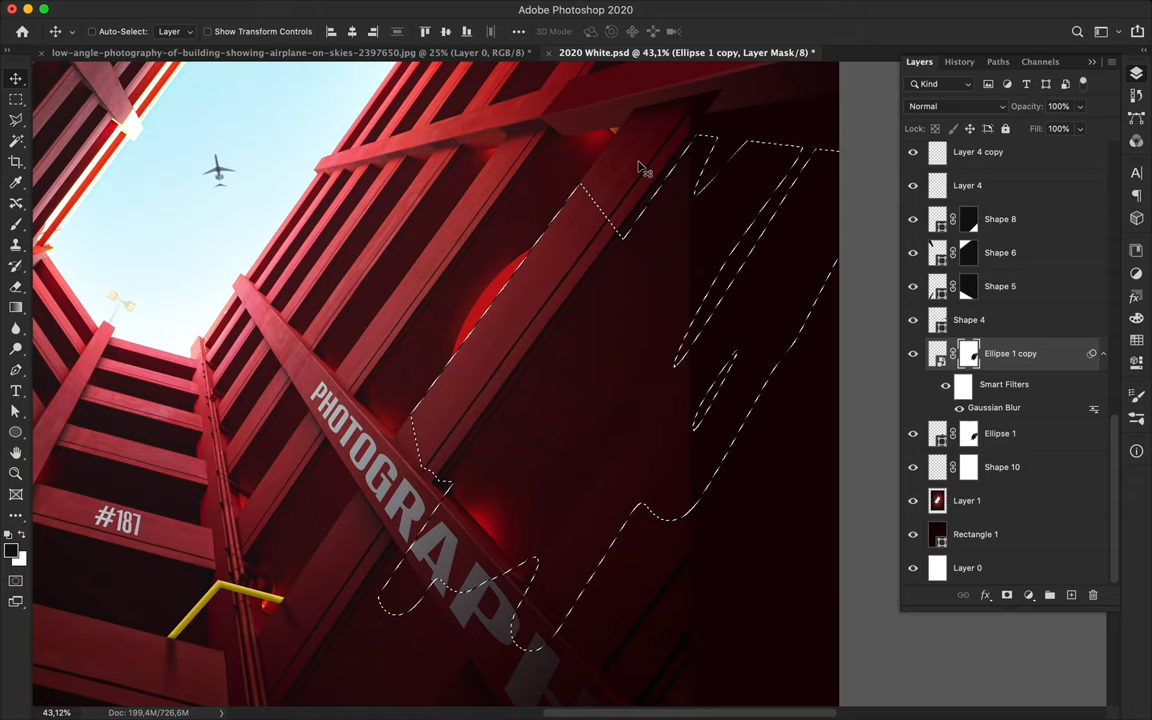 Adobe Photoshop 2020
Auto-Select: Layer Show Transform Controls 3D Mode:
low-angle-photography-of-building-showing-airplane-on-skies-2397650.jpg @ 25% (Layer 0, RGB/8) *
2020 White.psd @ 43,1% (Ellipse 1 copy, Layer Mask/8) *
Layers History Paths Channels
Kind
Normal Opacity: 100%
Lock: Fill: 100%
Layer 4 copy
Layer 4
Shape 8
Shape 6
Shape 5
Shape 4
Ellipse 1 copy
Smart Filters
Gaussian Blur
Ellipse 1
Shape 10
Layer 1
Rectangle 1
Layer 0
PHOTOGRAPH
#187
43,12% Doc: 199,4M/726,6M